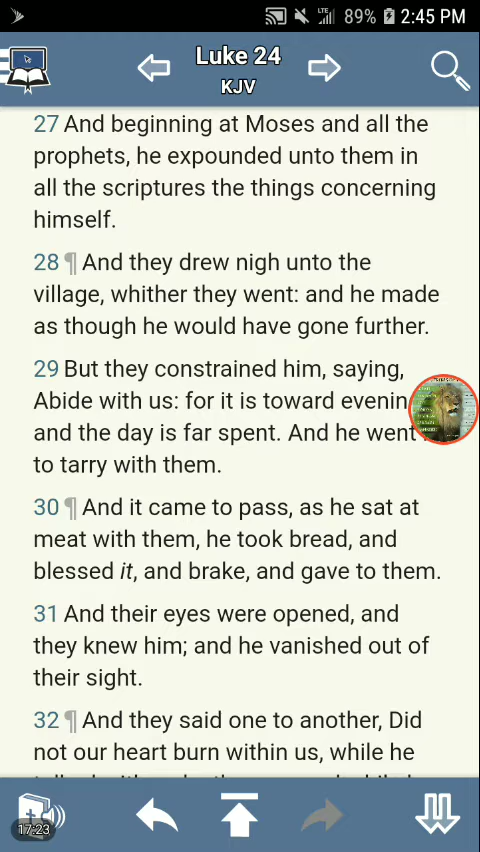 LTE 89% 2:45 PM
Luke 24
KJV
27 And beginning at Moses and all the
prophets, he expounded unto them in
all the scriptures the things concerning
himself.
28 ¶ And they drew nigh unto the
village, whither they went: and he made
as though he would have gone further.
29 But they constrained him, saying,
Abide with us: for it is toward evenin
and the day is far spent. And he went
to tarry with them.
30 ¶ And it came to pass, as he sat at
meat with them, he took bread, and
blessed it, and brake, and gave to them.
31 And their eyes were opened, and
they knew him; and he vanished out of
their sight.
32 ¶ And they said one to another, Did
not our heart burn within us, while he
17:23